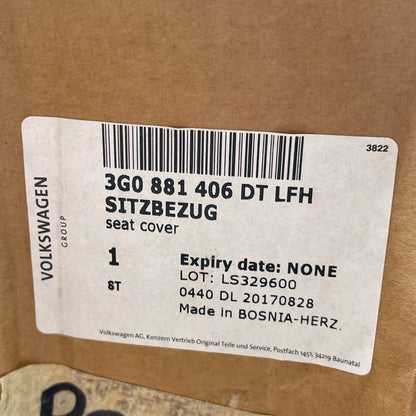 3822
VOLKSWAGEN
GROUP
3G0 881 406 DT LFH
SITZBEZUG
seat cover
1
ST
Expiry date: NONE
LOT: LS329600
0440 DL 20170828
Made in BOSNIA-HERZ.
Volkswagen AG, Konzern Vertrieb Original Teile und Service, Postfach 1451, 34219 Baunatal